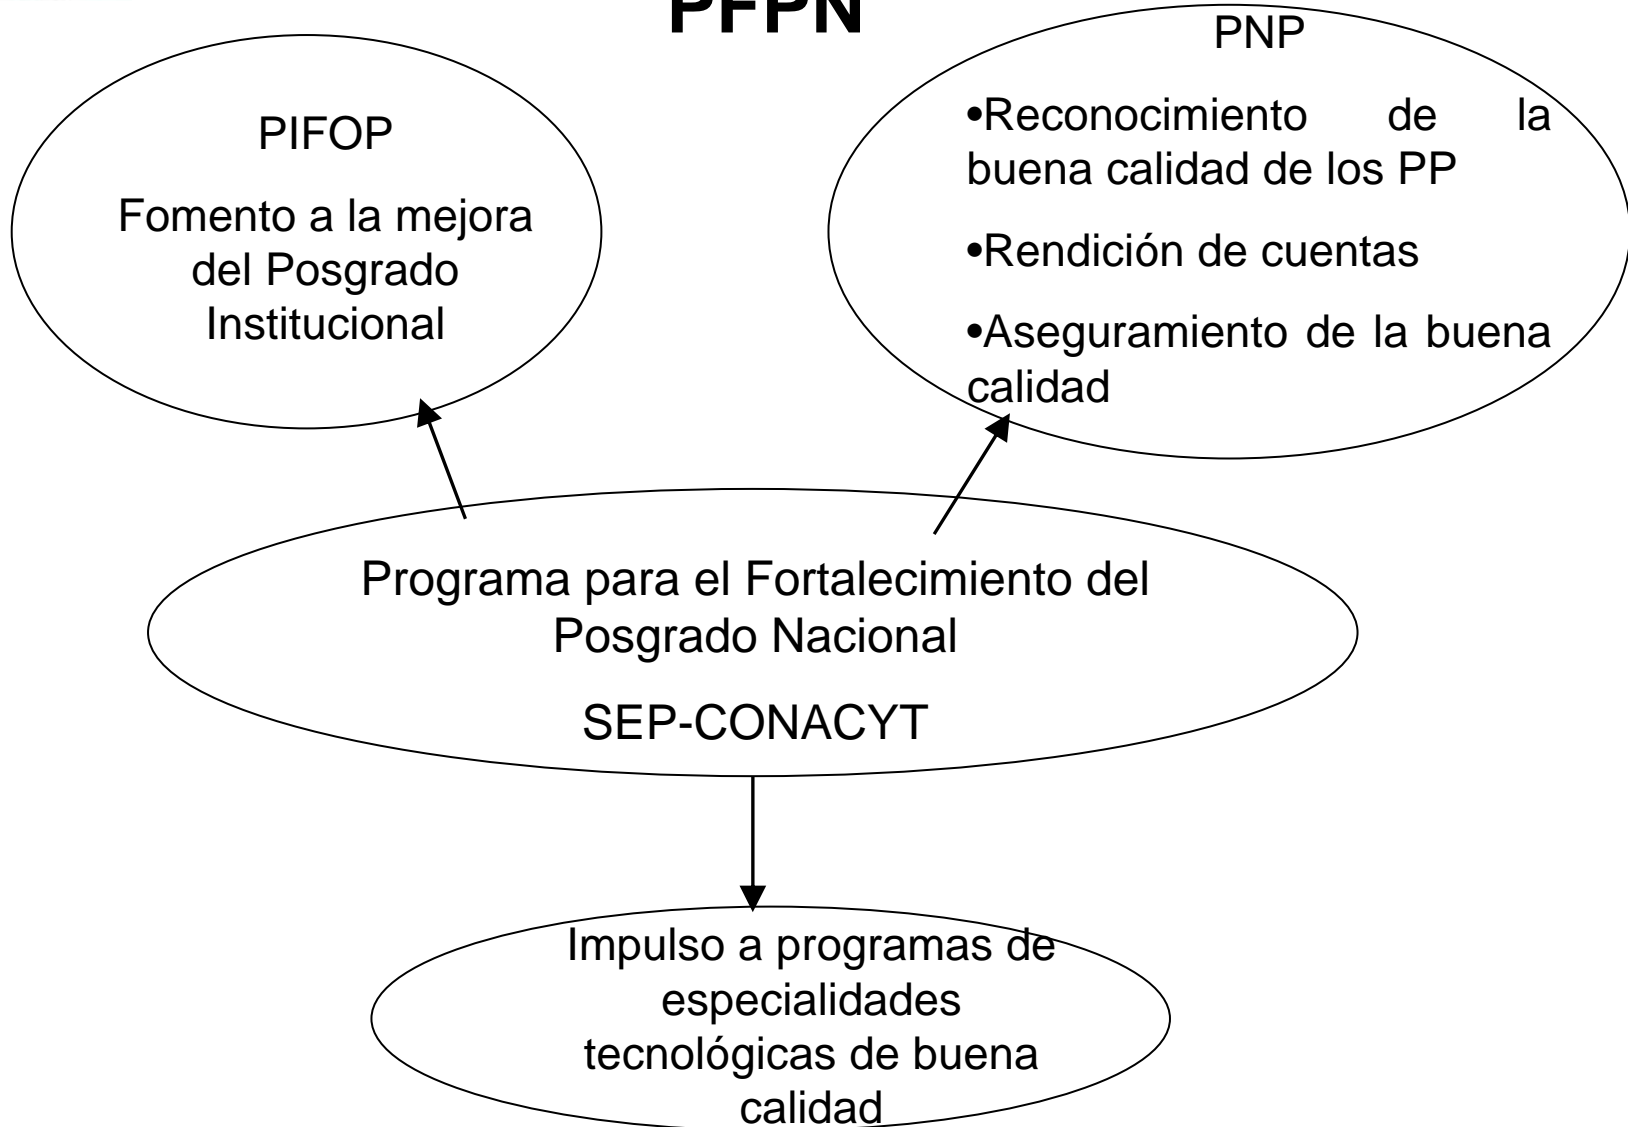 PFPN
PIFOP
Fomento a la mejora
del Posgrado
Institucional
PNP
•Reconocimiento de la
buena calidad de los PP
•Rendición de cuentas
•Aseguramiento de la buena
calidad
Programa para el Fortalecimiento del
Posgrado Nacional
SEP-CONACYT
Impulso a programas de
especialidades
tecnológicas de buena
calidad